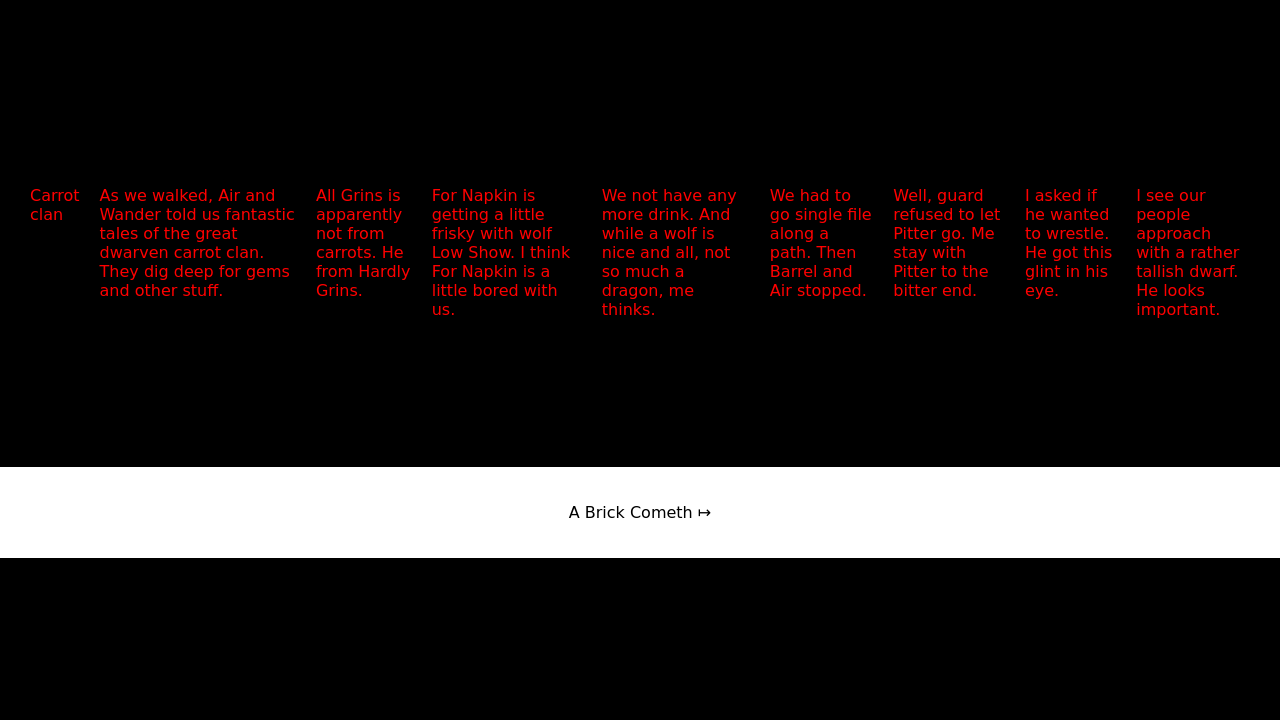 Carrot
clan
As we walked, Air and
Wander told us fantastic
tales of the great
dwarven carrot clan.
They dig deep for gems
and other stuff.
All Grins is
apparently
not from
carrots. He
from Hardly
Grins.
For Napkin is
getting a little
frisky with wolf
Low Show. I think
For Napkin is a
little bored with
us.
We not have any
more drink. And
while a wolf is
nice and all, not
so much a
dragon, me
thinks.
We had to
go single file
along a
path. Then
Barrel and
Air stopped.
Well, guard
refused to let
Pitter go. Me
stay with
Pitter to the
bitter end.
I asked if
he wanted
to wrestle.
He got this
glint in his
eye.
I see our
people
approach
with a rather
tallish dwarf.
He looks
important.
A Brick Cometh ↦